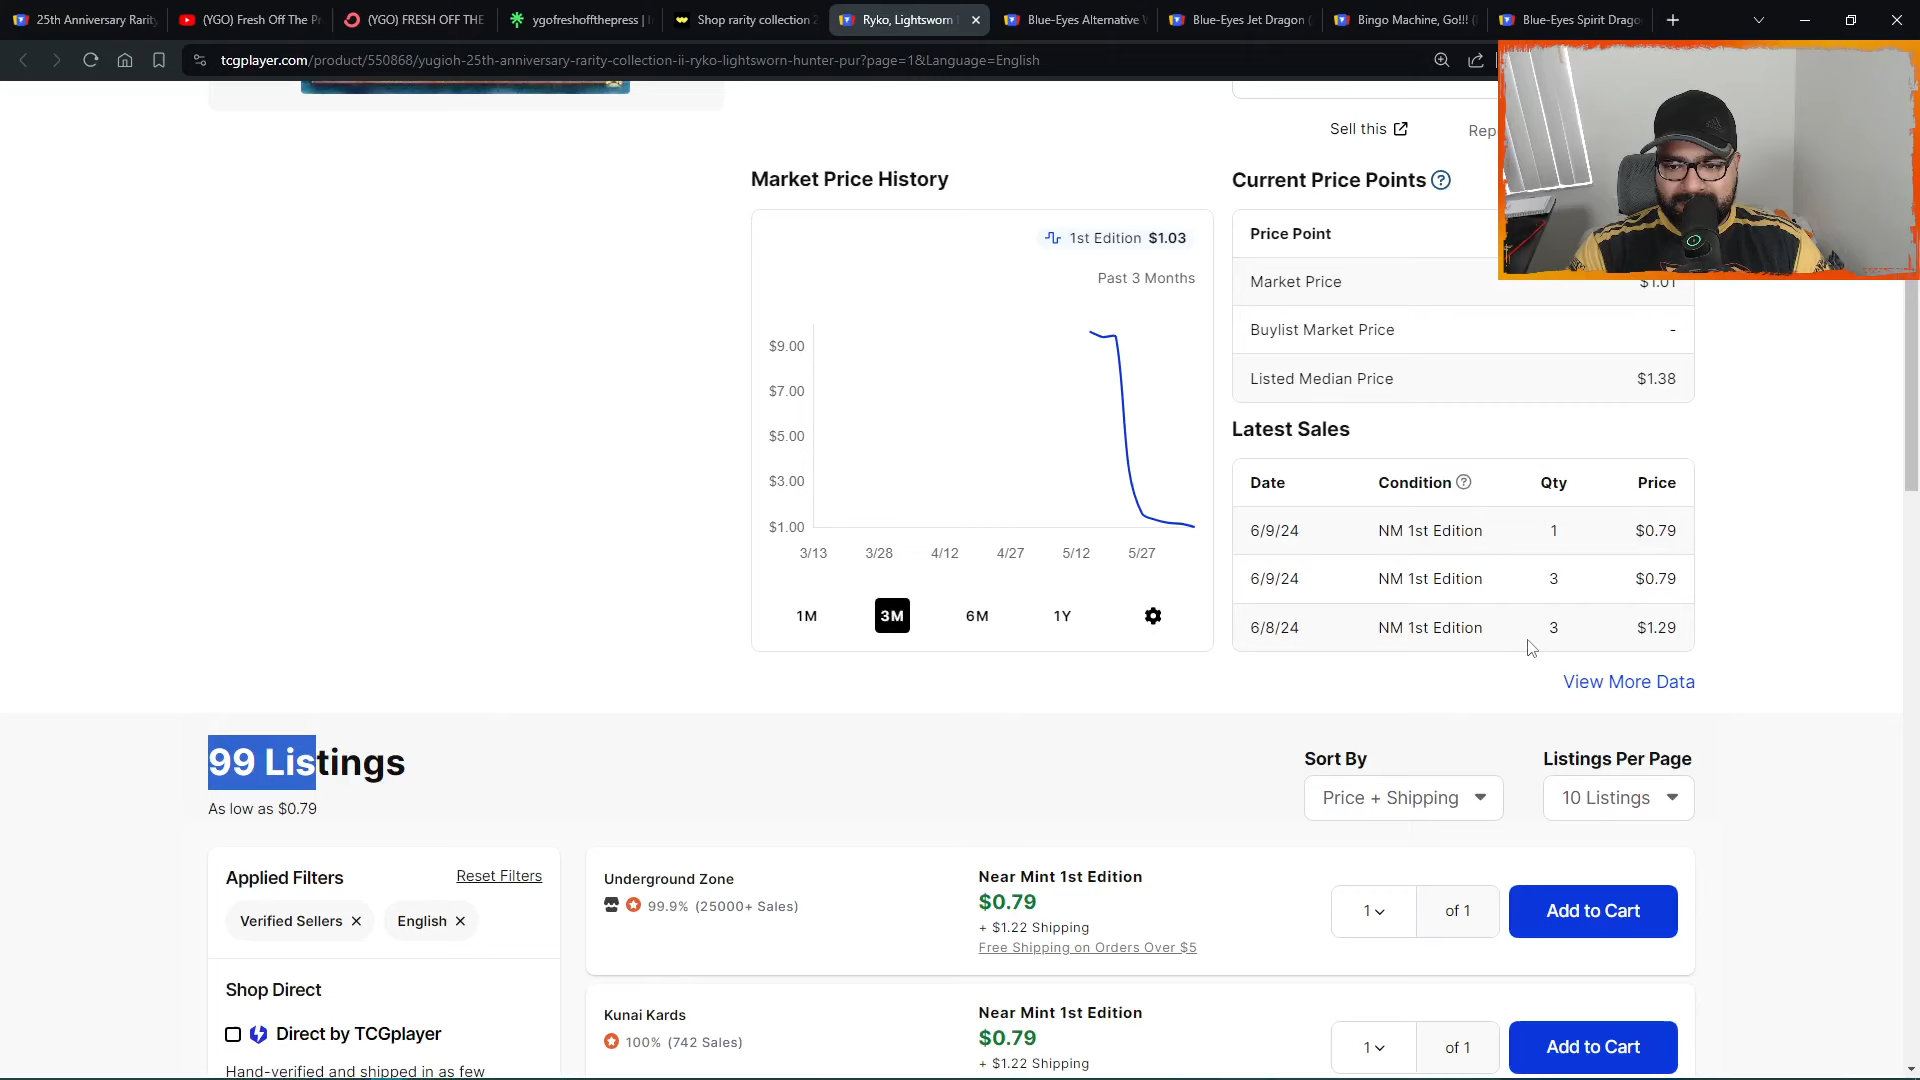 25th Anniversary Rarit
(YGO) Fresh Off The P
(YGO) FRESH OFF THE
ygofreshoffthepress |
Shop rarity collection 2
Ryko, Lightsworn
Blue-Eyes Alternative
Blue-Eyes Jet Dragon
Bingo Machine, Go!!!
Blue-Eyes Spirit Drago
tcgplayer.com/product/550868/yugioh-25th-anniversary-rarity-collection-ii-ryko-lightsworn-hunter-pur?page=1&Language=English
Sell this
Rep
Market Price History
1st Edition $1.03
Past 3 Months
$9.00
$7.00
$5.00
$3.00
$1.00
3/13 3/28 4/12 4/27 5/12 5/27
1M 3M 6M 1Y
Current Price Points ?
Price Point
Market Price $1.01
Buylist Market Price -
Listed Median Price $1.38
Latest Sales
Date Condition ? Qty Price
6/9/24 NM 1st Edition 1 $0.79
6/9/24 NM 1st Edition 3 $0.79
6/8/24 NM 1st Edition 3 $1.29
View More Data
99 Listings
As low as $0.79
Sort By
Price + Shipping
Listings Per Page
10 Listings
Applied Filters
Reset Filters
Verified Sellers ×
English ×
Shop Direct
Direct by TCGplayer
Hand-verified and shipped in as few
Underground Zone
99.9% (25000+ Sales)
Near Mint 1st Edition
$0.79
+ $1.22 Shipping
Free Shipping on Orders Over $5
1
of 1
Add to Cart
Kunai Kards
100% (742 Sales)
Near Mint 1st Edition
$0.79
+ $1.22 Shipping
1
of 1
Add to Cart